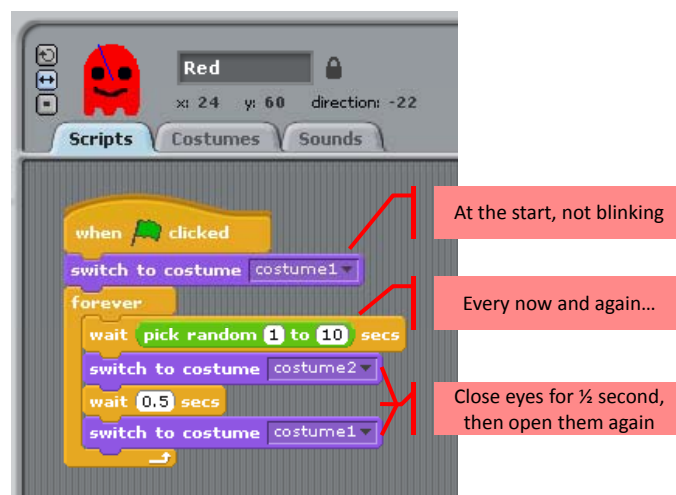 Red
x: 24 y: 60 direction: -22
Scripts Costumes Sounds
At the start, not blinking
when clicked
switch to costume costume1
forever
Every now and again…
wait pick random 1 to 10 secs
switch to costume costume2
wait 0.5 secs
Close eyes for ½ second,
then open them again
switch to costume costume1